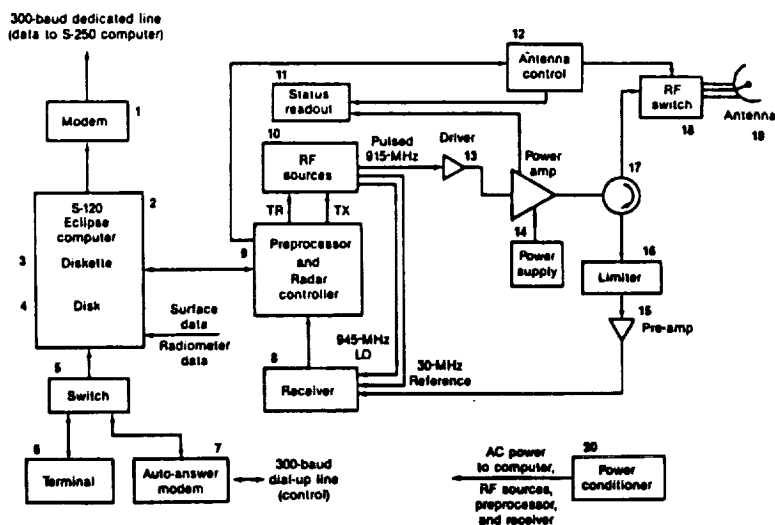 300-baud dedicated line
(data to S-250 computer)
Modem
1
S-120
Eclipse
computer
2
Diskette
3
Disk
4
Surface
data
Radiometer
data
5
Switch
6
Terminal
7
Auto-answer
modem
300-baud
dial-up line
(control)
12
Antenna
control
11
Status
readout
10
RF
sources
Pulsed
915-MHz
Driver
13
Power
amp
14
Power
supply
TR
TX
9
Preprocessor
and
Radar
controller
945-MHz
LO
30-MHz
Reference
8
Receiver
RF
switch
18
Antenna
19
17
16
Limiter
15
Pre-amp
AC power
to computer,
RF sources,
preprocessor,
and receiver
20
Power
conditioner